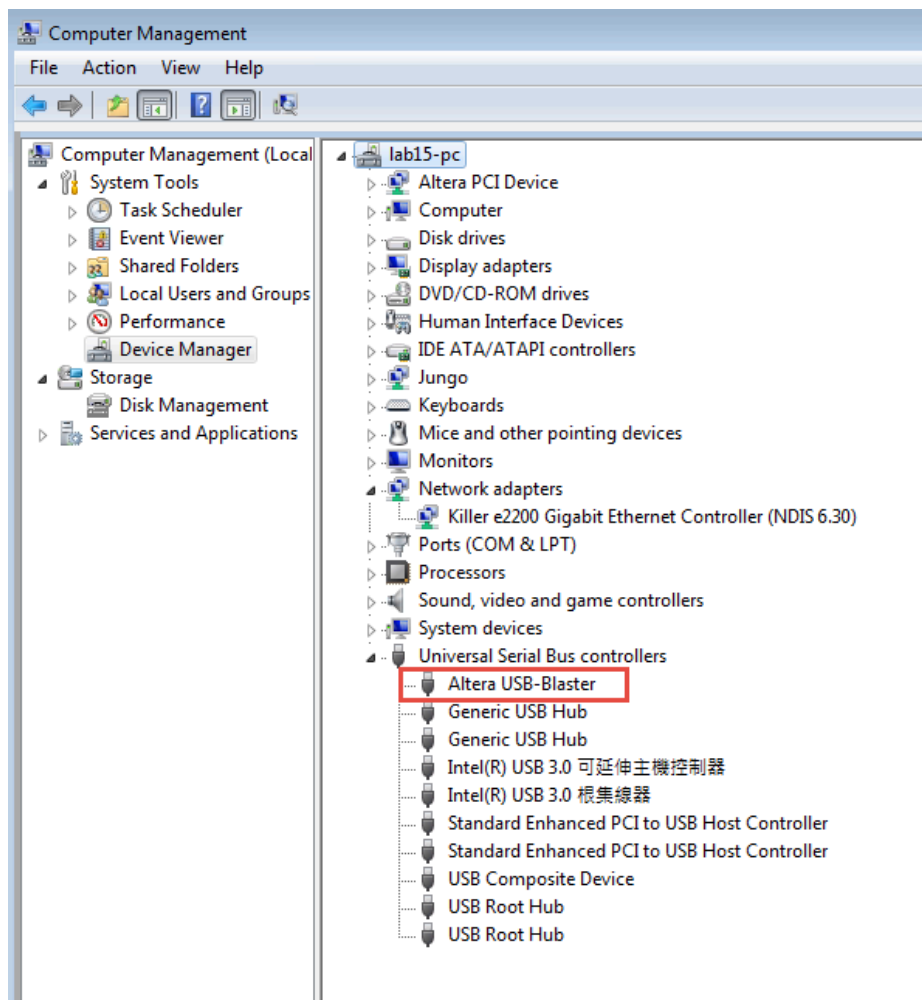 Computer Management
File Action View Help
Computer Management (Local
System Tools
Task Scheduler
Event Viewer
Shared Folders
Local Users and Groups
Performance
Device Manager
Storage
Disk Management
Services and Applications
lab15-pc
Altera PCI Device
Computer
Disk drives
Display adapters
DVD/CD-ROM drives
Human Interface Devices
IDE ATA/ATAPI controllers
Jungo
Keyboards
Mice and other pointing devices
Monitors
Network adapters
Killer e2200 Gigabit Ethernet Controller (NDIS 6.30)
Ports (COM & LPT)
Processors
Sound, video and game controllers
System devices
Universal Serial Bus controllers
Altera USB-Blaster
Generic USB Hub
Generic USB Hub
Intel(R) USB 3.0 可延伸主機控制器
Intel(R) USB 3.0 根集線器
Standard Enhanced PCI to USB Host Controller
Standard Enhanced PCI to USB Host Controller
USB Composite Device
USB Root Hub
USB Root Hub